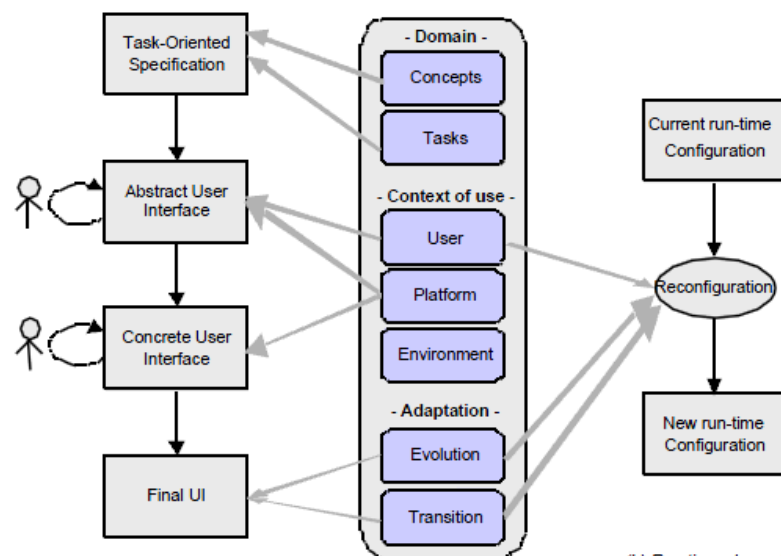 Task-Oriented
Specification
Abstract User
Interface
Concrete User
Interface
Final UI
- Domain -
Concepts
Tasks
- Context of use -
User
Platform
Environment
- Adaptation -
Evolution
Transition
Current run-time
Configuration
Reconfiguration
New run-time
Configuration